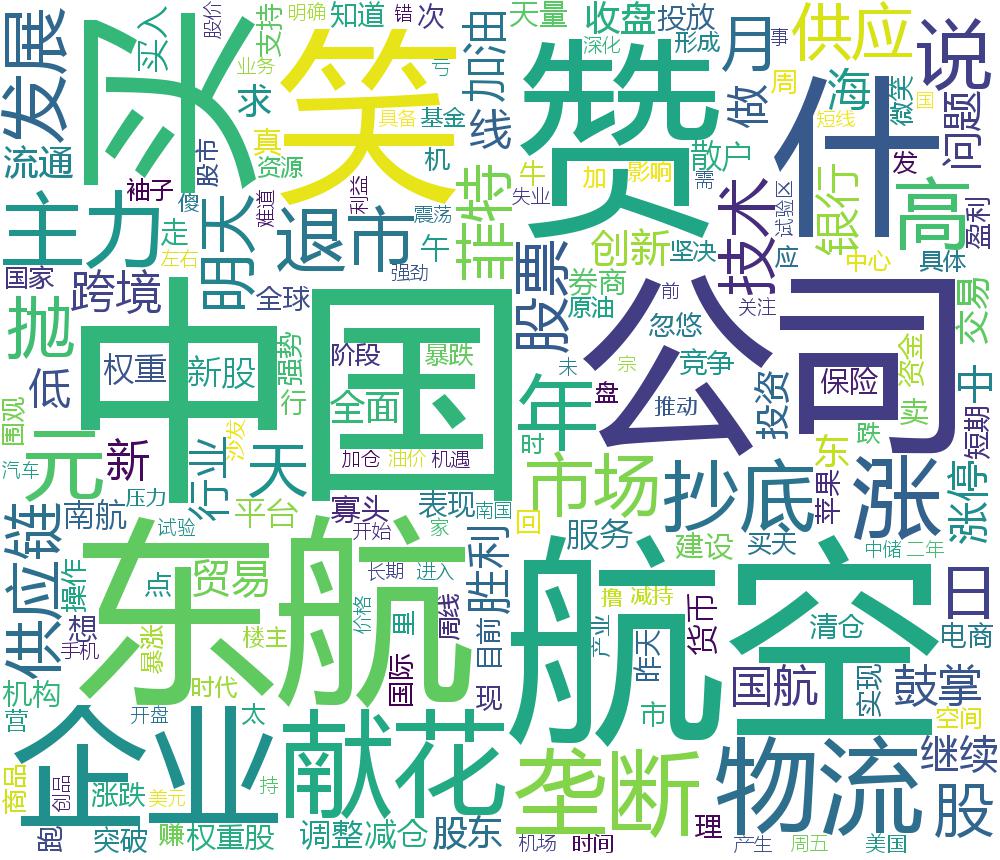 发展
买
买入
股价
业务
支持
明确
知道
错
次
笑
亏
加油
天量
收盘
投放
深化
形成
月
事
供应
说
流通
求
真
资源
股市
具备
基金
机
线
赞
散户
做
周
什
海
短线
微笑
国
问题
袖子
傻
难道
利益
震荡
牛
失业
加
影响
需
技术
试验区
发
银行
高
盈利
主力
走
左右
明天
退市
午
强劲
菲特
创新
坚决
应
中心
具体
国家
跨境
全球
股票
券商
原油
前
关注
交易
抛
中国
权重
新股
强势
阶段
暴跌
忽悠
竞争
公司
保险
资金
低
行
全面
年
未
宗
盘
推动
投资
卖
跌
中
短期
围观
元
新
行业
沙发
天
加仓
油价
机遇
时
市场
抄底
东
苹果
涨
涨停
汽车
压力
寡头
表现
南国
供应链
南航
试验
平台
开始
家
胜利
回
服务
建设
买天
中储
二年
操作
东航
贸易
点
长期
进入
航空
撸
减持
日
想
手机
暴涨
楼主
价格
里
周线
目前
产业
昨天
货币
清仓
电商
机构
时代
国际
现
国航
实现
鼓掌
营
开盘
太
市
空间
企业
献花
垄断
物流
继续
商品
创品
涨跌
美元
持
股
跑
突破
赚
权重股
调整
减仓
股东
机场
时间
理
产生
周五
美国